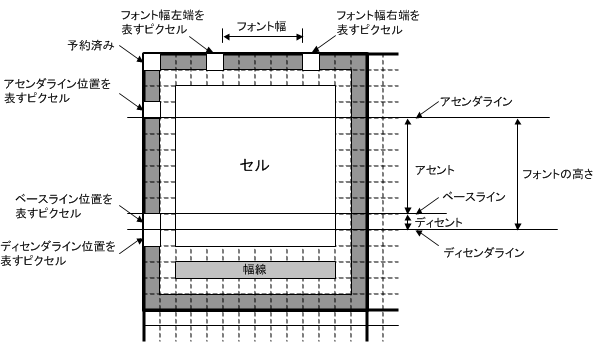 フォント幅左端を
表すピクセル
フォント幅
フォント幅右端を
表すピクセル
予約済み
アセンダライン位置を
表すピクセル
アセンダライン
セル
アセント
フォントの高さ
ベースライン位置を
表すピクセル
ベースライン
ディセント
ディセンダライン位置を
表すピクセル
ディセンダライン
幅線